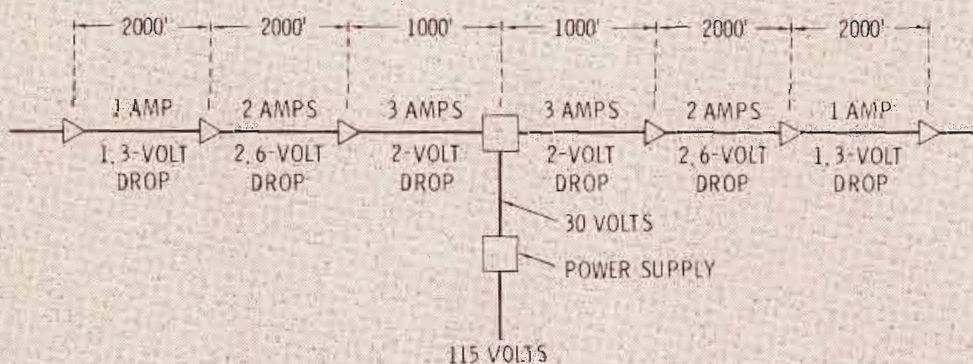 2000' 2000' 1000' 1000' 2000' 2000'
1 AMP 2 AMPS 3 AMPS 3 AMPS 2 AMPS 1 AMP
1.3-VOLT 2.6-VOLT 2-VOLT 2-VOLT 2.6-VOLT 1.3-VOLT
DROP DROP DROP DROP DROP DROP
30 VOLTS
POWER SUPPLY
115 VOLTS